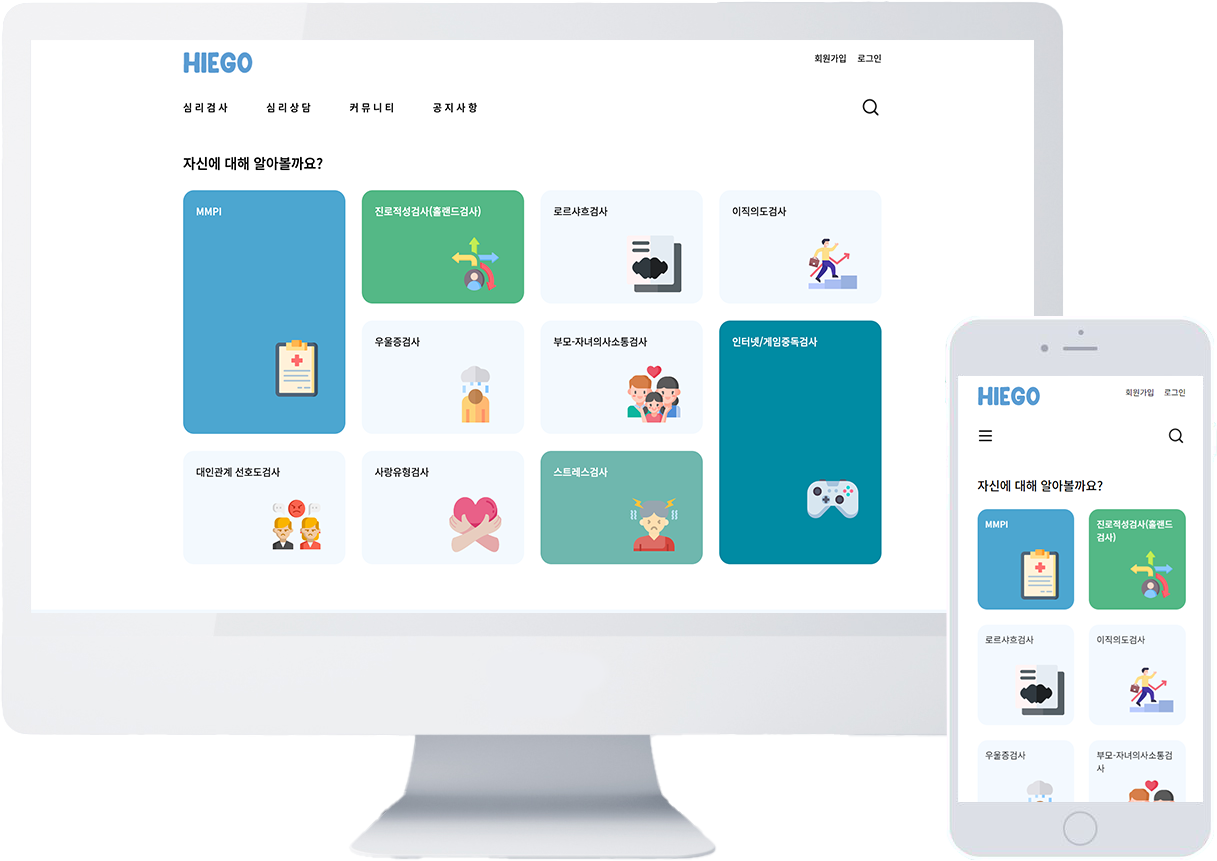 HIEGO
회원가입 로그인
심리검사 심리상담 커뮤니티 공지사항
자신에 대해 알아볼까요?
MMPI
진로적성검사(홀랜드검사)
로르샤흐검사
이직의도검사
우울증검사
부모-자녀의사소통검사
인터넷/게임중독검사
대인관계 선호도검사
사랑유형검사
스트레스검사
HIEGO
회원가입 로그인
자신에 대해 알아볼까요?
MMPI
진로적성검사(홀랜드
검사)
로르샤흐검사
이직의도검사
우울증검사
부모-자녀의사소통검
사